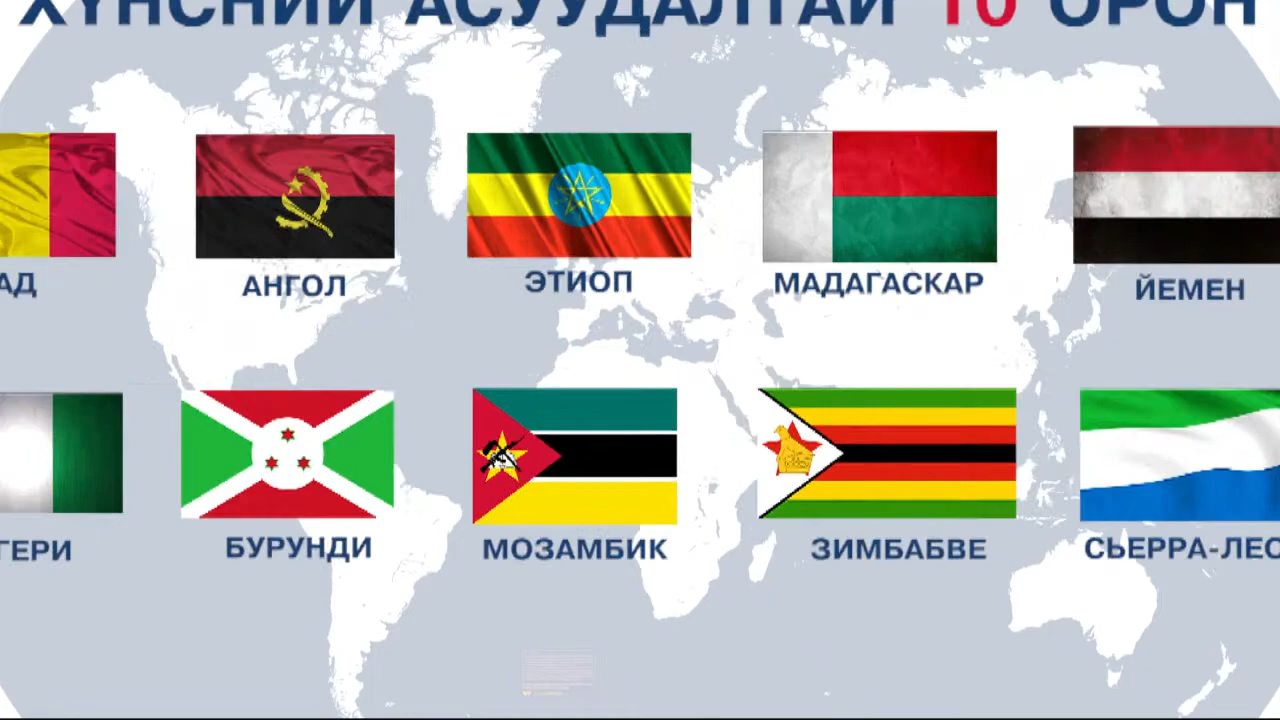 ХҮНСНИЙ АСУУДАЛТАЙ 10 ОРОН
АД АНГОЛ ЭТИОП МАДАГАСКАР ЙЕМЕН
ГЕРИ БУРУНДИ МОЗАМБИК ЗИМБАБВЕ СЬЕРРА-ЛЕО